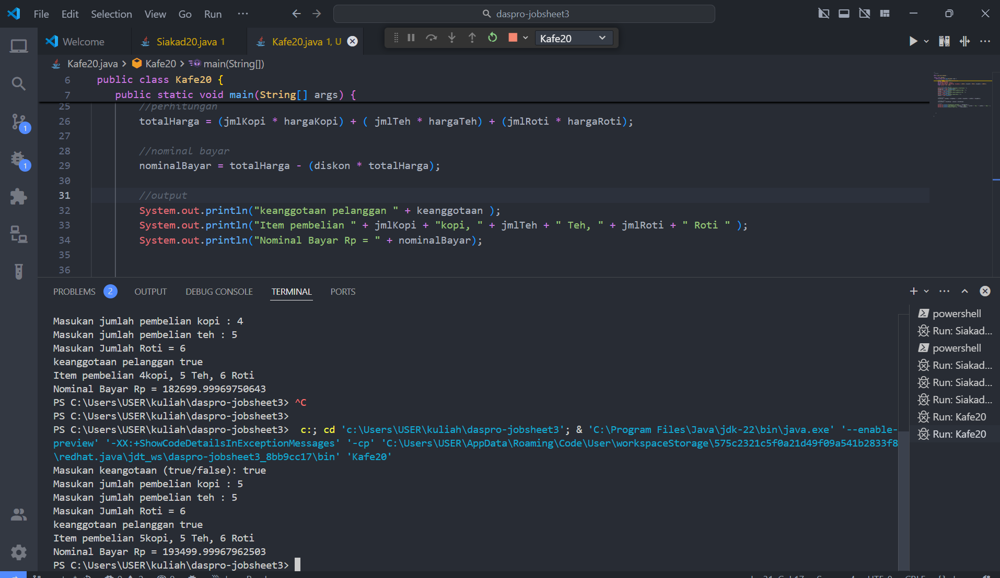 File Edit Selection View Go Run ···
daspro-jobsheet3
Welcome
Siakad20.java 1
Kafe20.java 1, U
Kafe20
Kafe20.java > Kafe20 > main(String[])
6 public class Kafe20 {
7 public static void main(String[] args) {
25 //perhitungan
26 totalHarga = (jmlKopi * hargaKopi) + ( jmlTeh * hargaTeh) + (jmlRoti * hargaRoti);
27
28 //nominal bayar
29 nominalBayar = totalHarga - (diskon * totalHarga);
30
31 //output
32 System.out.println("keanggotaan pelanggan " + keanggotaan );
33 System.out.println("Item pembelian " + jmlKopi + "kopi, " + jmlTeh + " Teh, " + jmlRoti + " Roti " );
34 System.out.println("Nominal Bayar Rp = " + nominalBayar);
35
36
1
1
PROBLEMS 2 OUTPUT DEBUG CONSOLE TERMINAL PORTS
Masukan jumlah pembelian kopi : 4
Masukan jumlah pembelian teh : 5
Masukan Jumlah Roti = 6
keanggotaan pelanggan true
Item pembelian 4kopi, 5 Teh, 6 Roti
Nominal Bayar Rp = 182699.99969750643
PS C:\Users\USER\kuliah\daspro-jobsheet3> ^C
PS C:\Users\USER\kuliah\daspro-jobsheet3>
PS C:\Users\USER\kuliah\daspro-jobsheet3> c:; cd 'c:\Users\USER\kuliah\daspro-jobsheet3'; & 'C:\Program Files\Java\jdk-22\bin\java.exe' '--enable-
preview' '-XX:+ShowCodeDetailsInExceptionMessages' '-cp' 'C:\Users\USER\AppData\Roaming\Code\User\workspaceStorage\575c2321c5f0a21d49f09a541b2833f8
\redhat.java\jdt_ws\daspro-jobsheet3_8bb9cc17\bin' 'Kafe20'
Masukan keangotaan (true/false): true
Masukan jumlah pembelian kopi : 5
Masukan jumlah pembelian teh : 5
Masukan Jumlah Roti = 6
keanggotaan pelanggan true
Item pembelian 5kopi, 5 Teh, 6 Roti
Nominal Bayar Rp = 193499.99967962503
PS C:\Users\USER\kuliah\daspro-jobsheet3>
powershell
Run: Siakad...
powershell
Run: Siakad...
Run: Siakad...
Run: Siakad...
Run: Kafe20
Run: Kafe20